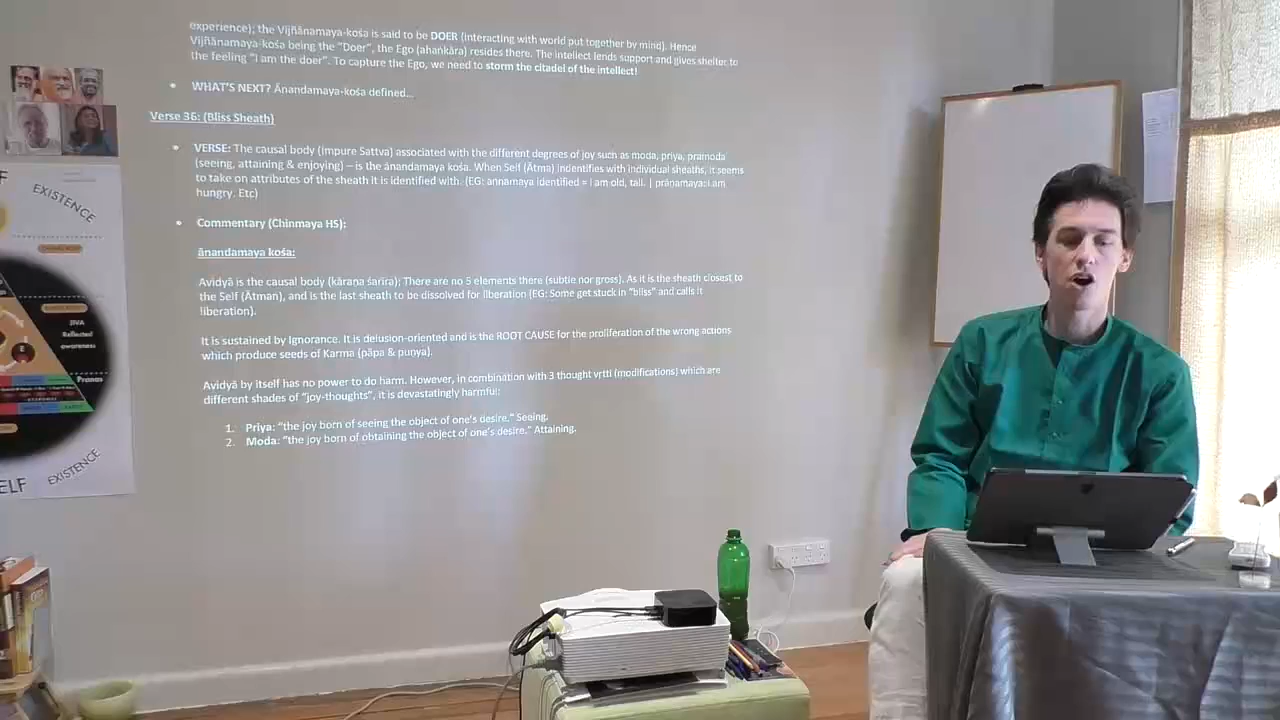 experience); the Vijñānamaya-kośa is said to be DOER (interacting with world put together by mind). Hence
Vijñānamaya-kośa being the "Doer", the Ego (ahaṅkāra) resides there. The intellect lends support and gives shelter to
the feeling "I am the doer". To capture the Ego, we need to storm the citadel of the intellect!
• WHAT'S NEXT? Ānandamaya-kośa defined...
Verse 36: (Bliss Sheath)
• VERSE: The causal body (impure Sattva) associated with the different degrees of joy such as moda, priya, pramoda
(seeing, attaining & enjoying) – is the ānandamaya kośa. When Self (Ātma) indentifies with individual sheaths, it seems
to take on attributes of the sheath it is identified with. (EG: annamaya identified = I am old, tall. | prāṇamaya: I am
hungry. Etc)
• Commentary (Chinmaya HS):
ānandamaya kośa:
Avidyā is the causal body (kāraṇa śarīra); There are no 5 elements there (subtle nor gross). As it is the sheath closest to
the Self (Ātman), and is the last sheath to be dissolved for liberation (EG: Some get stuck in "bliss" and calls it
liberation).
It is sustained by Ignorance. It is delusion-oriented and is the ROOT CAUSE for the proliferation of the wrong actions
which produce seeds of Karma (pāpa & puṇya).
Avidyā by itself has no power to do harm. However, in combination with 3 thought vṛtti (modifications) which are
different shades of "joy-thoughts", it is devastatingly harmful:
1. Priya: "the joy born of seeing the object of one's desire." Seeing.
2. Moda: "the joy born of obtaining the object of one's desire." Attaining.
EXISTENCE
JIVA
Reflected
awareness
Pranas
EXISTENCE